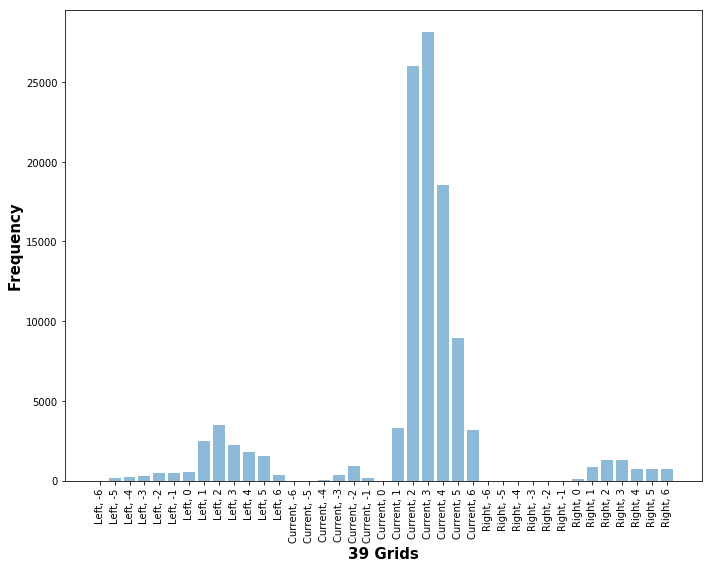 Frequency
25000
20000
15000
10000
5000
0
Left, -6
Left, -5
Left, -4
Left, -3
Left, -2
Left, -1
Left, 0
Left, 1
Left, 2
Left, 3
Left, 4
Left, 5
Left, 6
Current, -6
Current, -5
Current, -4
Current, -3
Current, -2
Current, -1
Current, 0
Current, 1
Current, 2
Current, 3
Current, 4
Current, 5
Current, 6
Right, -6
Right, -5
Right, -4
Right, -3
Right, -2
Right, -1
Right, 0
Right, 1
Right, 2
Right, 3
Right, 4
Right, 5
Right, 6
39 Grids